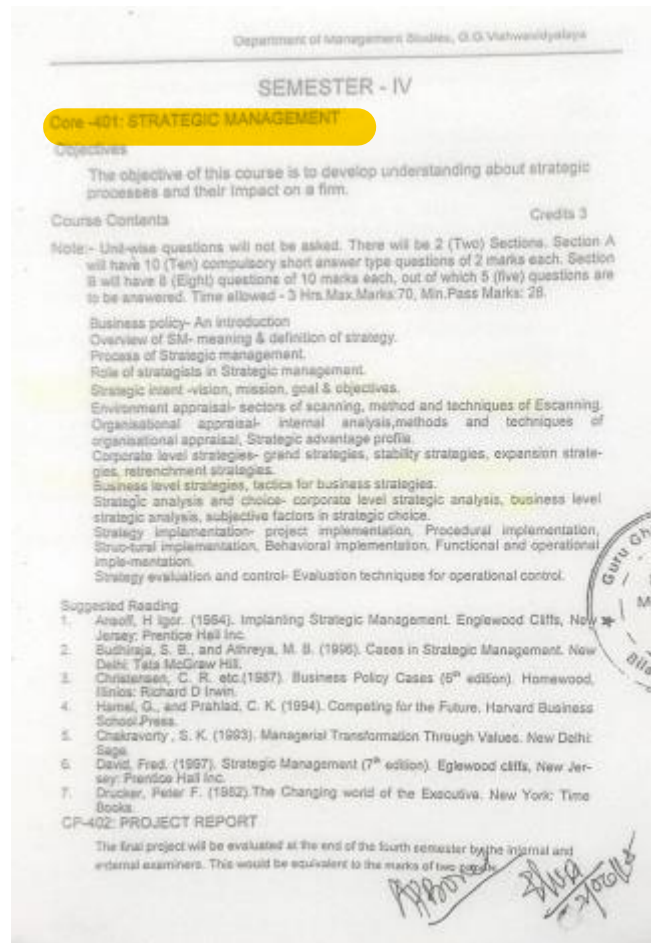 Department of Management Studies, G.G.Vishwavidyalaya
SEMESTER - IV
Core -401: STRATEGIC MANAGEMENT
Objectives
The objective of this course is to develop understanding about strategic
processes and their impact on a firm.
Course Contents Credits 3
Note:- Unit-wise questions will not be asked. There will be 2 (Two) Sections. Section A
will have 10 (Ten) compulsory short answer type questions of 2 marks each. Section
B will have 8 (Eight) questions of 10 marks each, out of which 5 (five) questions are
to be answered. Time allowed - 3 Hrs.Max.Marks:70, Min.Pass Marks: 28.
Business policy- An introduction
Overview of SM- meaning & definition of strategy.
Process of Strategic management.
Role of strategists in Strategic management.
Strategic intent -vision, mission, goal & objectives.
Environment appraisal- sectors of scanning, method and techniques of Escanning.
Organisational appraisal- internal analysis,methods and techniques of
organisational appraisal, Strategic advantage profile.
Corporate level strategies- grand strategies, stability strategies, expansion strate-
gies, retrenchment strategies.
Business level strategies, tactics for business strategies.
Strategic analysis and choice- corporate level strategic analysis, business level
strategic analysis, subjective factors in strategic choice.
Strategy implementation- project implementation, Procedural implementation,
Struc-tural implementation, Behavioral implementation, Functional and operational
imple-mentation.
Strategy evaluation and control- Evaluation techniques for operational control.
Suggested Reading
1. Ansoff, H Igor. (1984). Implanting Strategic Management. Englewood Cliffs, New
Jersey: Prentice Hall Inc.
2. Budhiraja, S. B., and Athreya, M. B. (1996). Cases in Strategic Management. New
Delhi: Tata McGraw Hill.
3. Christensen, C. R. etc.(1987). Business Policy Cases (6th edition). Homewood,
Illinios: Richard D Irwin.
4. Hamel, G., and Prahlad, C. K. (1994). Competing for the Future. Harvard Business
School Press.
5. Chakravorty, S. K. (1993). Managerial Transformation Through Values. New Delhi:
Sage.
6. David, Fred. (1997). Strategic Management (7th edition). Eglewood cliffs, New Jer-
sey: Prentice Hall Inc.
7. Drucker, Peter F. (1982).The Changing world of the Executive. New York: Time
Books.
CP-402: PROJECT REPORT
The final project will be evaluated at the end of the fourth semester by the internal and
external examiners. This would be equivalent to the marks of two
Approved
Guru Gh
M
Bila